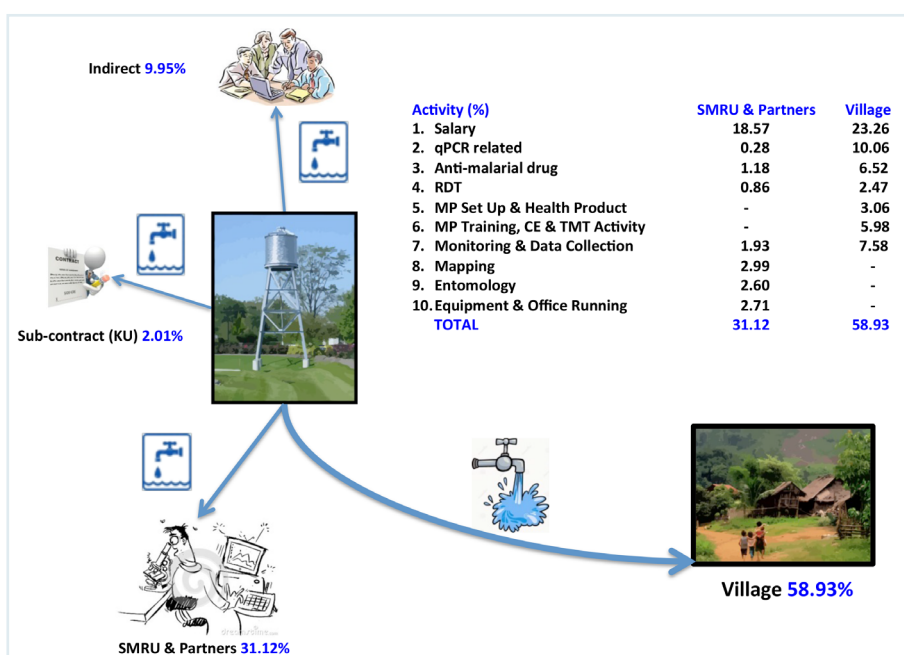 Indirect 9.95%
Activity (%) SMRU & Partners Village
1. Salary 18.57 23.26
2. qPCR related 0.28 10.06
3. Anti-malarial drug 1.18 6.52
4. RDT 0.86 2.47
5. MP Set Up & Health Product - 3.06
6. MP Training, CE & TMT Activity - 5.98
7. Monitoring & Data Collection 1.93 7.58
8. Mapping 2.99 -
9. Entomology 2.60 -
10. Equipment & Office Running 2.71 -
TOTAL 31.12 58.93
CONTRACT
Sub-contract (KU) 2.01%
Village 58.93%
dreamstime.com
SMRU & Partners 31.12%